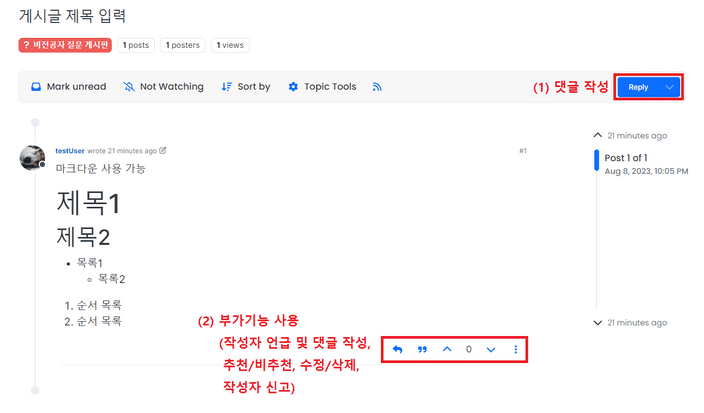 게시글 제목 입력
? 비전공자 질문 게시판 1 posts 1 posters 1 views
Mark unread Not Watching Sort by Topic Tools (1) 댓글 작성 Reply
21 minutes ago
testUser wrote 21 minutes ago #1
Post 1 of 1
마크다운 사용 가능
Aug 8, 2023, 10:05 PM
제목1
제목2
• 목록1
◦ 목록2
1. 순서 목록
2. 순서 목록
21 minutes ago
(2) 부가기능 사용
(작성자 언급 및 댓글 작성,
추천/비추천, 수정/삭제,
작성자 신고)
0